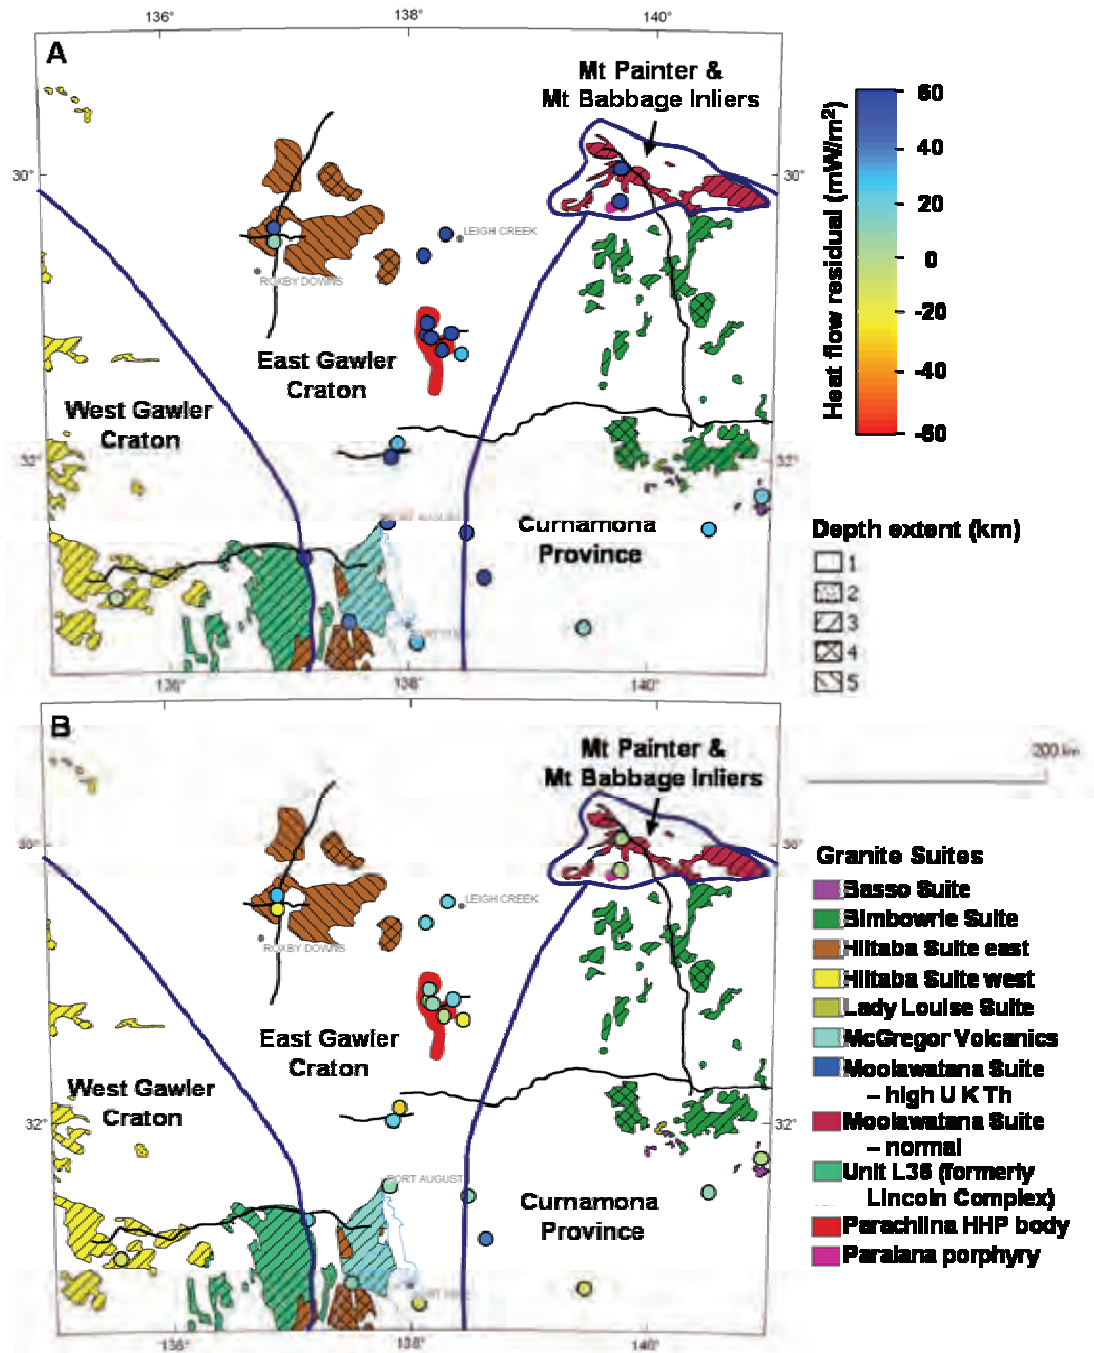 136°
138°
140°
A
Mt Painter &
Mt Babbage Inliers
30°
30°
LEIGH CREEK
ROXBY DOWNS
East Gawler
Craton
West Gawler
Craton
32°
32°
Curnamona
Province
136°
138°
140°
Heat flow residual (mW/m²)
60
40
20
0
-20
-40
-60
Depth extent (km)
1
2
3
4
5
B
Mt Painter &
Mt Babbage Inliers
200 km
30°
30°
LEIGH CREEK
ROXBY DOWNS
East Gawler
Craton
West Gawler
Craton
32°
32°
PORT AUGUST
Curnamona
Province
136°
138°
140°
Granite Suites
Basso Suite
Bimbowrie Suite
Hiltaba Suite east
Hiltaba Suite west
Lady Louise Suite
McGregor Volcanics
Moolawatana Suite
– high U K Th
Moolawatana Suite
– normal
Unit L36 (formerly
Lincoln Complex)
Parachilna HHP body
Paralana porphyry